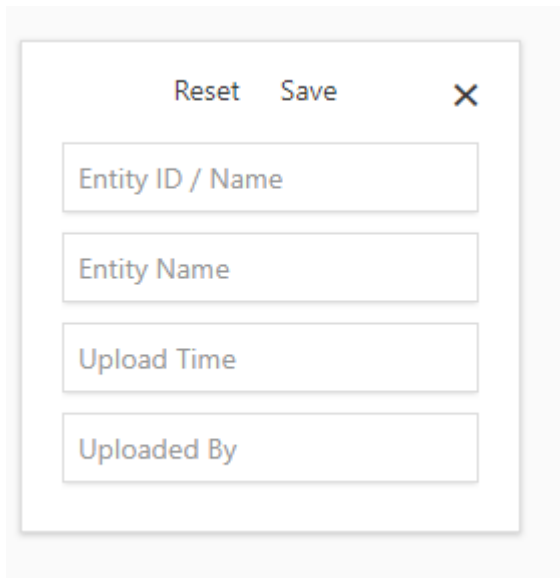 Reset Save ✕
Entity ID / Name
Entity Name
Upload Time
Uploaded By